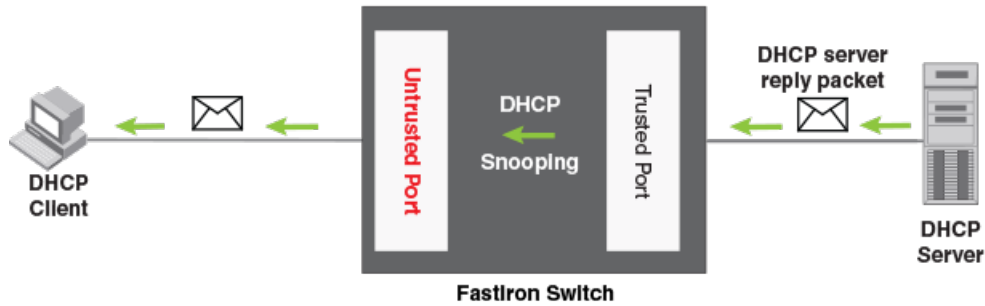 DHCP
Client
Untrusted Port
DHCP
Snooping
Trusted Port
DHCP server
reply packet
DHCP
Server
FastIron Switch